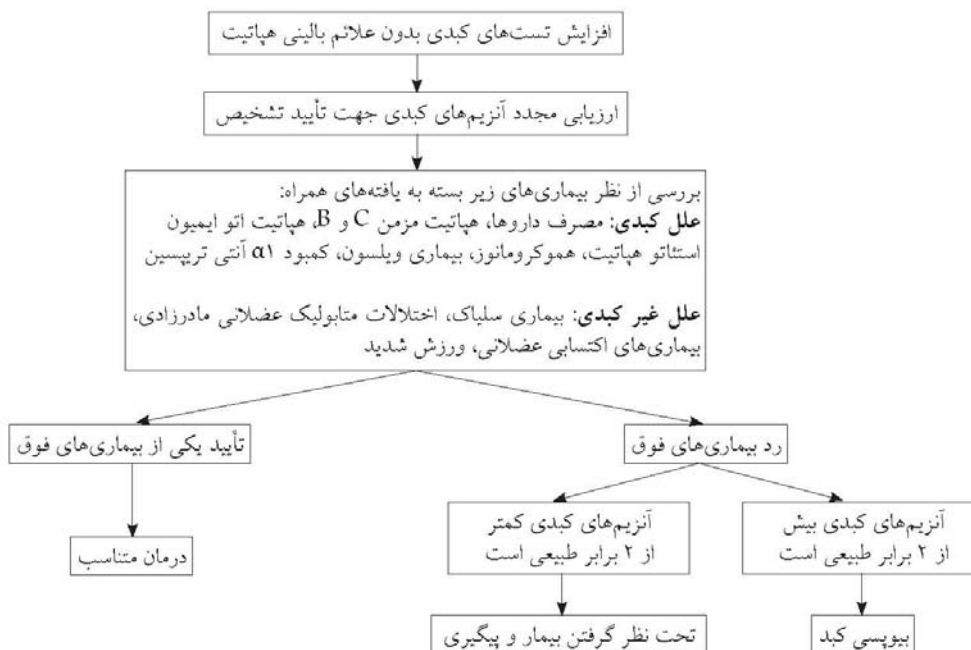 افزایش تست‌های کبدی بدون علائم بالینی هپاتیت
ارزیابی مجدد آنزیم‌های کبدی جهت تأیید تشخیص
بررسی از نظر بیماری‌های زیر بسته به یافته‌های همراه:
علل کبدی: مصرف داروها، هپاتیت مزمن C و B، هپاتیت اتو ایمیون
استئاتو هپاتیت، هموکرومانوز، بیماری ویلسون، کمبود α۱ آنتی تریپسین
علل غیر کبدی: بیماری سلیاک، اختلالات متابولیک عضلانی مادرزادی،
بیماری‌های اکتسابی عضلانی، ورزش شدید
رد بیماری‌های فوق
تأیید یکی از بیماری‌های فوق
آنزیم‌های کبدی بیش
از ۲ برابر طبیعی است
آنزیم‌های کبدی کمتر
از ۲ برابر طبیعی است
درمان متناسب
بیوپسی کبد
تحت نظر گرفتن بیمار و پیگیری